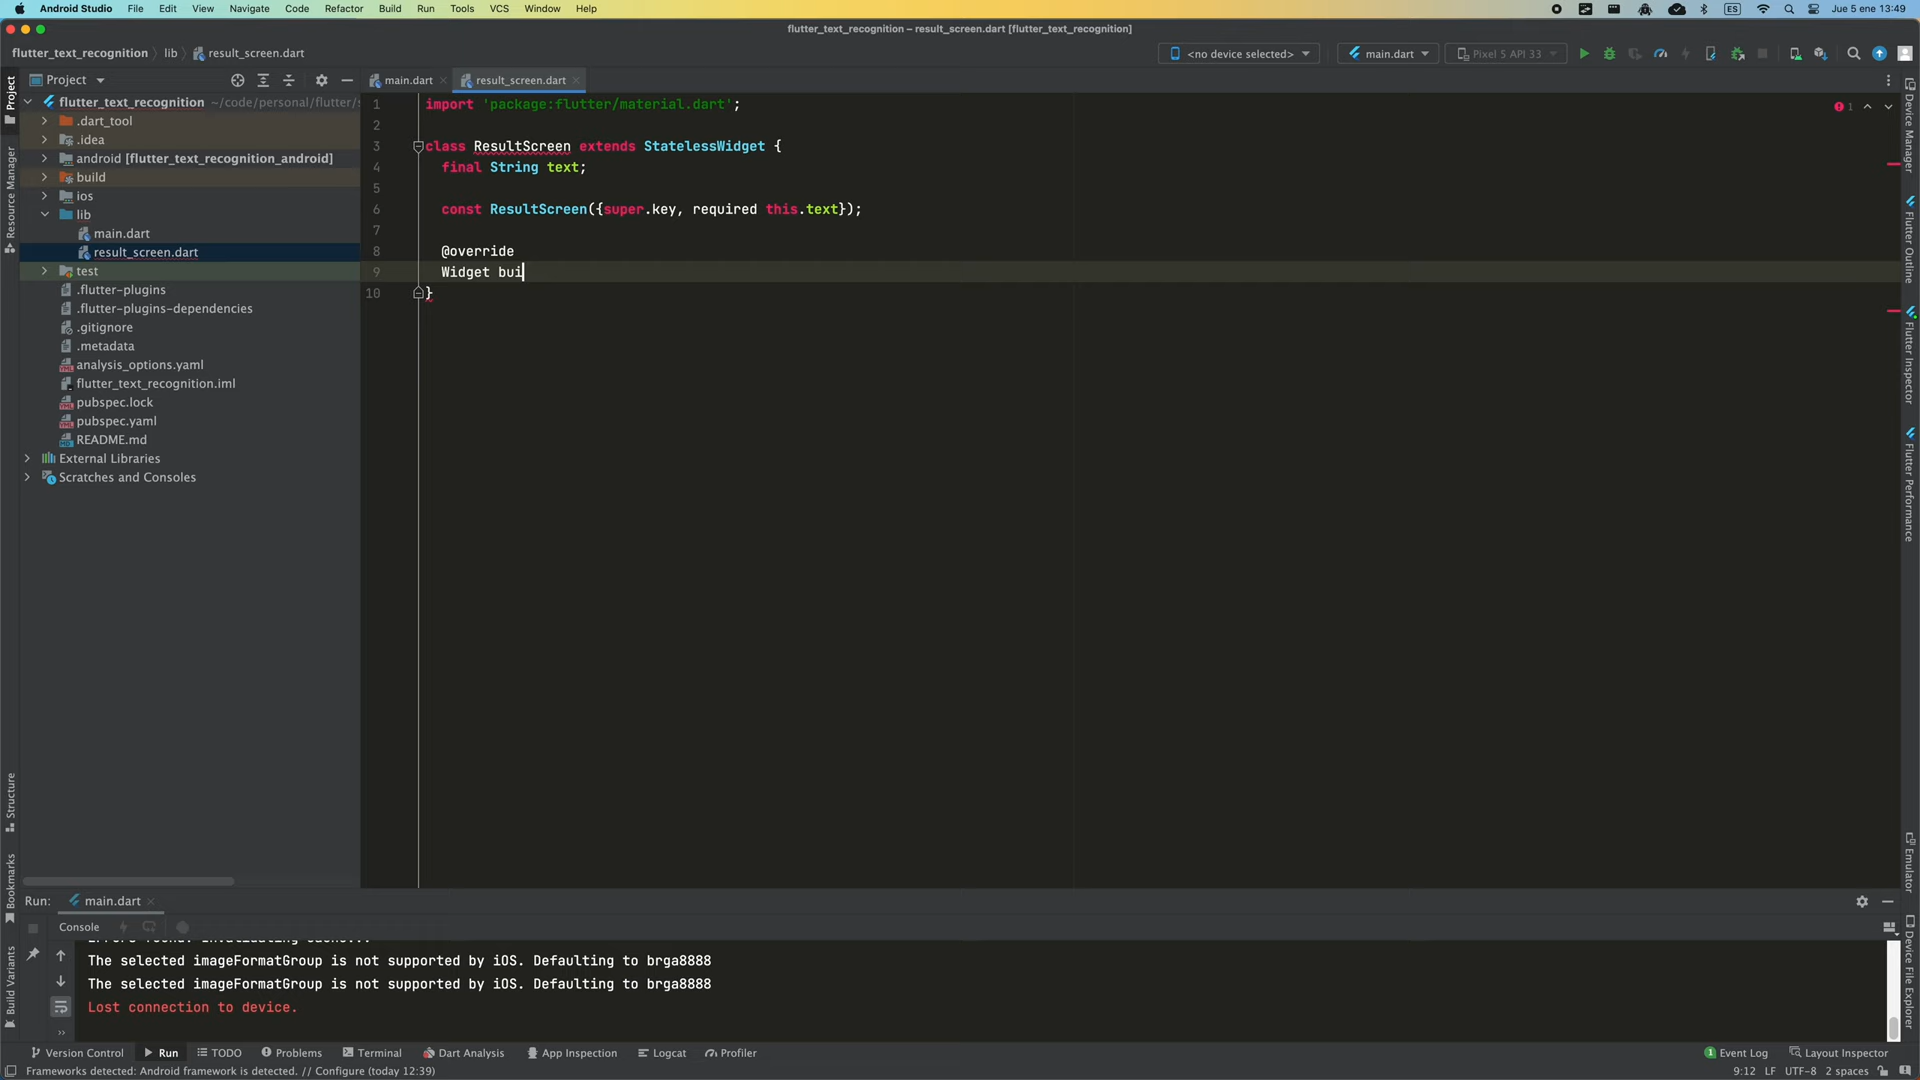 Android Studio File Edit View Navigate Code Refactor Build Run Tools VCS Window Help ES Jue 5 ene 13:49
flutter_text_recognition – result_screen.dart [flutter_text_recognition]
flutter_text_recognition lib result_screen.dart <no device selected> main.dart Pixel 5 API 33
Project
main.dart result_screen.dart
flutter_text_recognition ~/code/personal/flutter/s
.dart_tool
.idea
android [flutter_text_recognition_android]
build
ios
lib
main.dart
result_screen.dart
test
.flutter-plugins
.flutter-plugins-dependencies
.gitignore
.metadata
analysis_options.yaml
flutter_text_recognition.iml
pubspec.lock
pubspec.yaml
README.md
External Libraries
Scratches and Consoles
1 import 'package:flutter/material.dart';
2
3 class ResultScreen extends StatelessWidget {
4 final String text;
5
6 const ResultScreen({super.key, required this.text});
7
8 @override
9 Widget bui
10 }
1
Project
Resource Manager
Structure
Bookmarks
Build Variants
Device Manager
Flutter Outline
Flutter Inspector
Flutter Performance
Emulator
Device File Explorer
Run: main.dart
Console
The selected imageFormatGroup is not supported by iOS. Defaulting to brga8888
The selected imageFormatGroup is not supported by iOS. Defaulting to brga8888
Lost connection to device.
Version Control Run TODO Problems Terminal Dart Analysis App Inspection Logcat Profiler 1 Event Log Layout Inspector
Frameworks detected: Android framework is detected. // Configure (today 12:39) 9:12 LF UTF-8 2 spaces